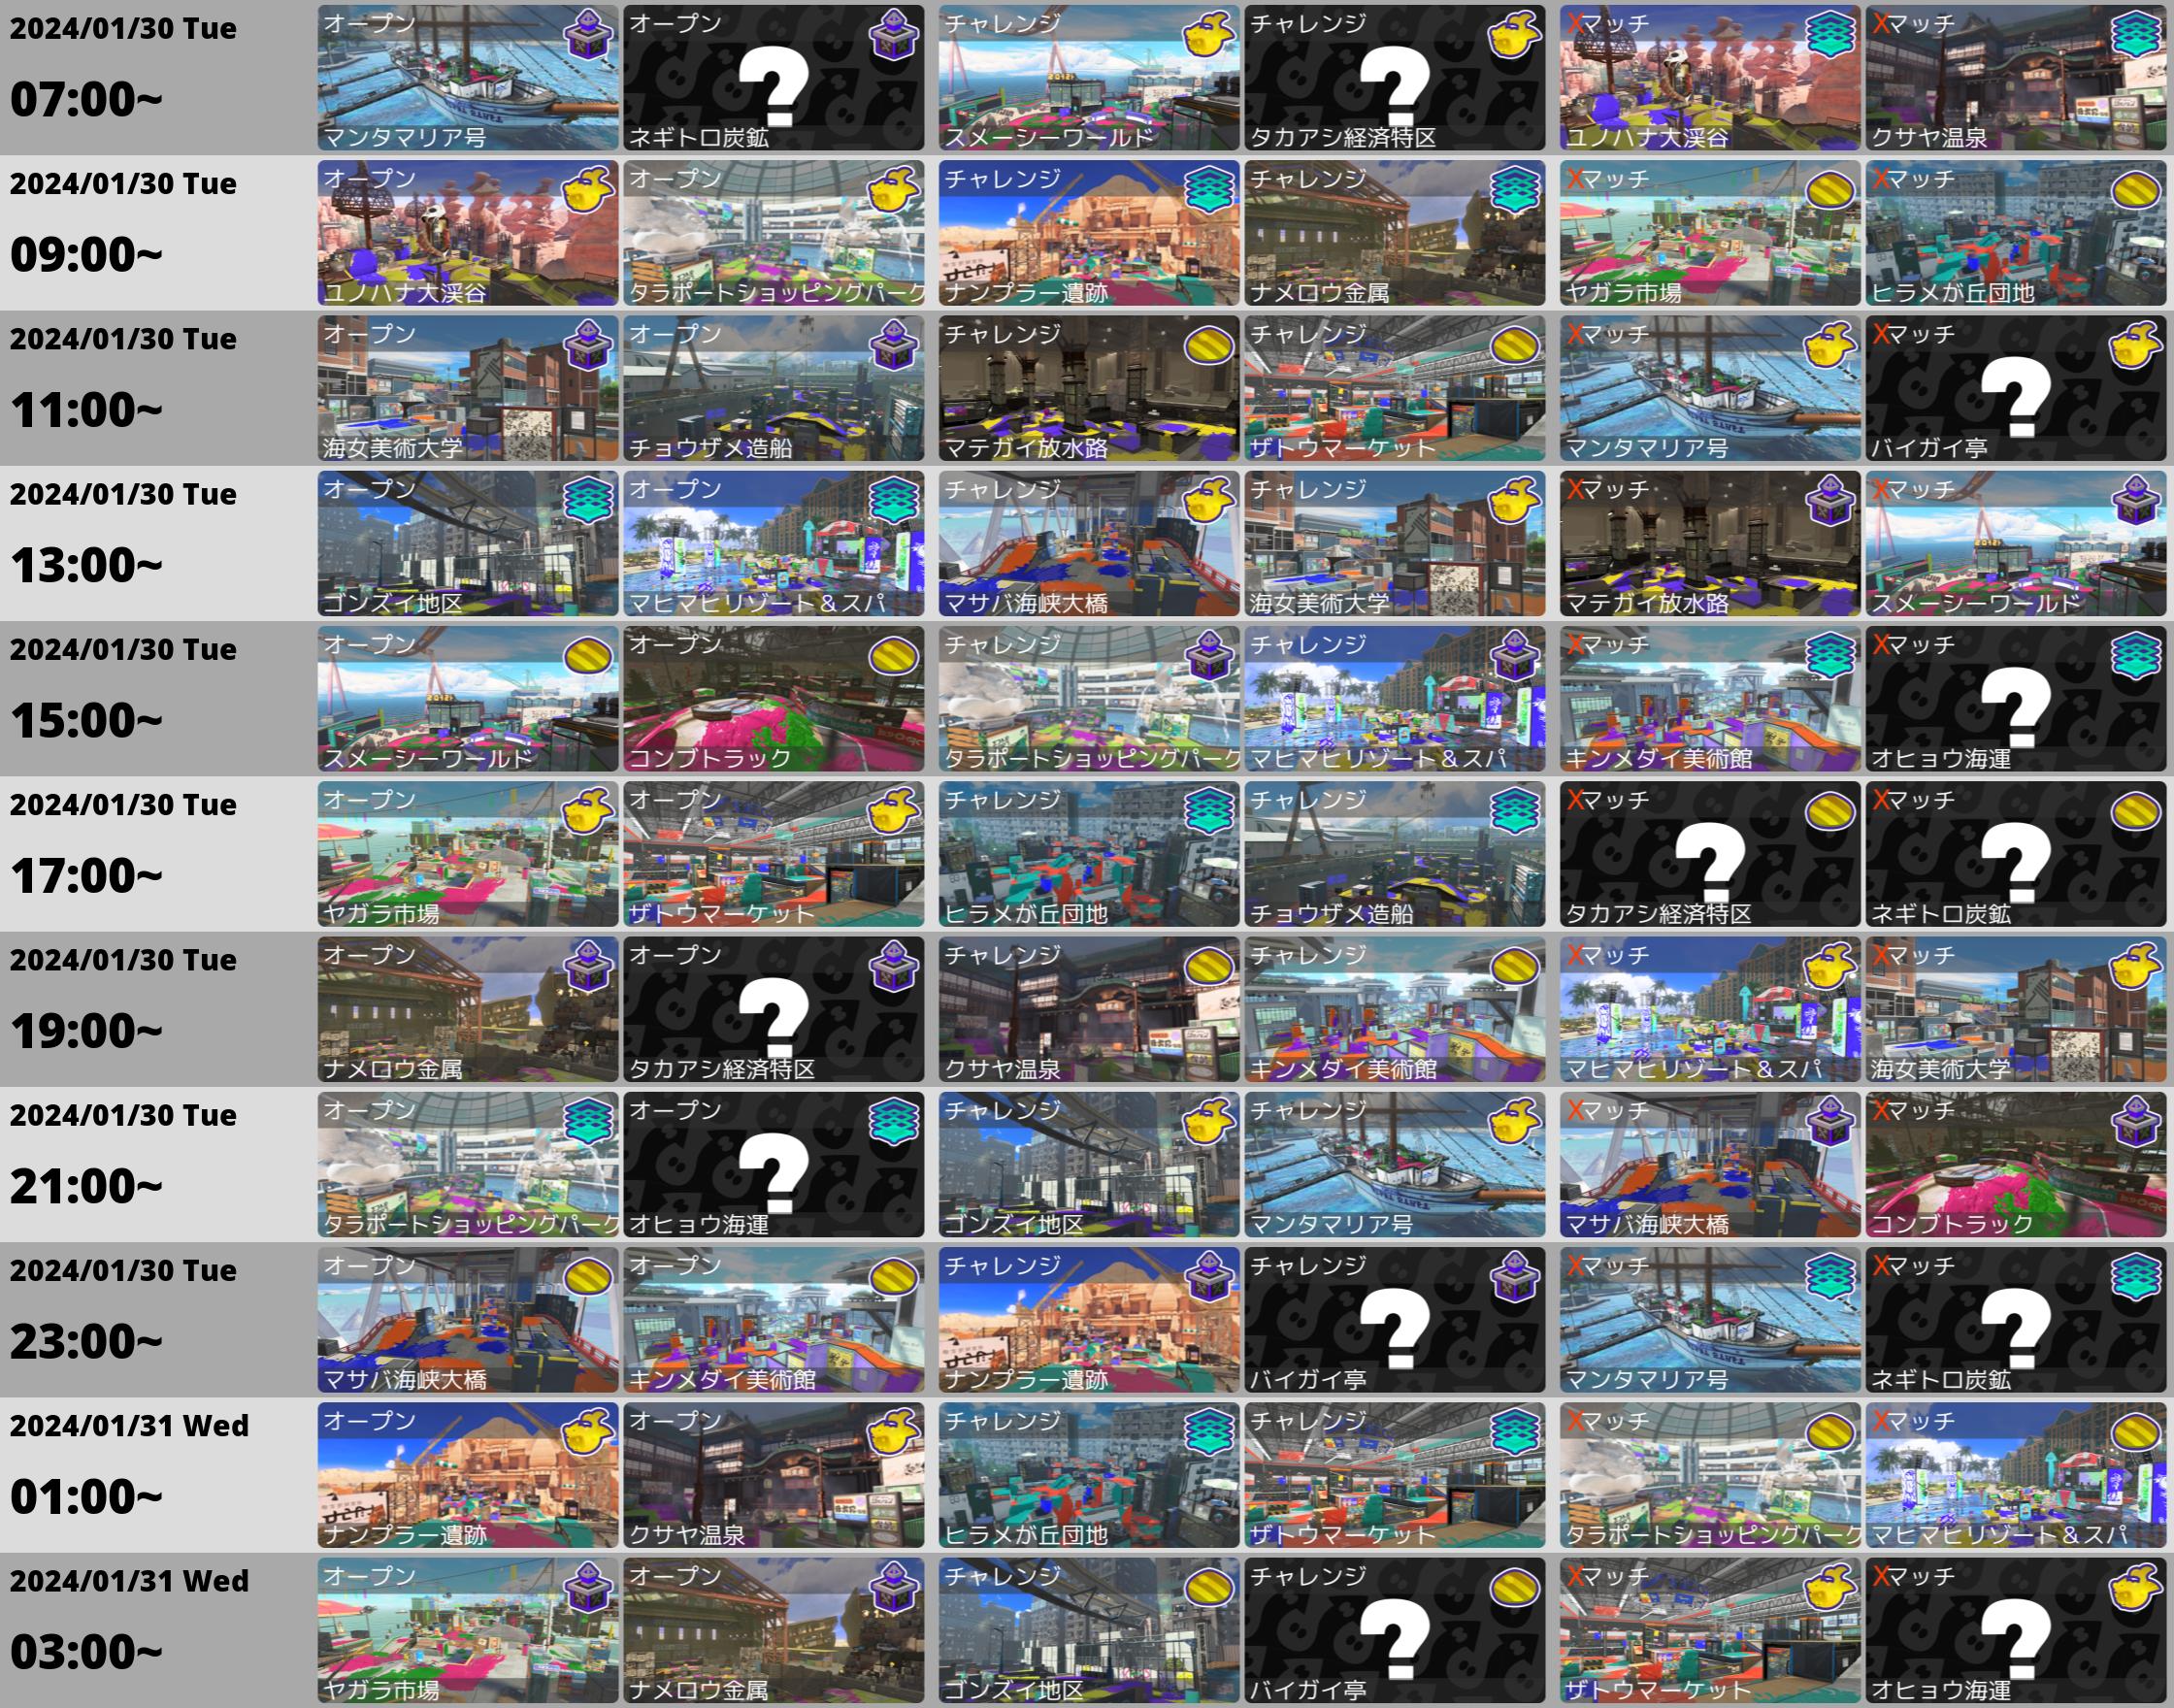 2024/01/30 Tue
07:00~
オープン
マンタマリア号
オープン
ネギトロ炭鉱
チャレンジ
スメーシーワールド
チャレンジ
タカアシ経済特区
Xマッチ
ユノハナ大渓谷
Xマッチ
クサヤ温泉
2024/01/30 Tue
09:00~
オープン
ユノハナ大渓谷
オープン
タラポートショッピングパーク
チャレンジ
ナンプラー遺跡
チャレンジ
ナメロウ金属
Xマッチ
ヤガラ市場
Xマッチ
ヒラメが丘団地
2024/01/30 Tue
11:00~
オープン
海女美術大学
オープン
チョウザメ造船
チャレンジ
マテガイ放水路
チャレンジ
ザトウマーケット
Xマッチ
マンタマリア号
Xマッチ
バイガイ亭
2024/01/30 Tue
13:00~
オープン
ゴンズイ地区
オープン
マヒマヒリゾート&スパ
チャレンジ
マサバ海峡大橋
チャレンジ
海女美術大学
Xマッチ
マテガイ放水路
Xマッチ
スメーシーワールド
2024/01/30 Tue
15:00~
オープン
スメーシーワールド
オープン
コンブトラック
チャレンジ
タラポートショッピングパーク
チャレンジ
マヒマヒリゾート&スパ
Xマッチ
キンメダイ美術館
Xマッチ
オヒョウ海運
2024/01/30 Tue
17:00~
オープン
ヤガラ市場
オープン
ザトウマーケット
チャレンジ
ヒラメが丘団地
チャレンジ
チョウザメ造船
Xマッチ
タカアシ経済特区
Xマッチ
ネギトロ炭鉱
2024/01/30 Tue
19:00~
オープン
ナメロウ金属
オープン
タカアシ経済特区
チャレンジ
クサヤ温泉
チャレンジ
キンメダイ美術館
Xマッチ
マヒマヒリゾート&スパ
Xマッチ
海女美術大学
2024/01/30 Tue
21:00~
オープン
タラポートショッピングパーク
オープン
オヒョウ海運
チャレンジ
ゴンズイ地区
チャレンジ
マンタマリア号
Xマッチ
マサバ海峡大橋
Xマッチ
コンブトラック
2024/01/30 Tue
23:00~
オープン
マサバ海峡大橋
オープン
キンメダイ美術館
チャレンジ
ナンプラー遺跡
チャレンジ
バイガイ亭
Xマッチ
マンタマリア号
Xマッチ
ネギトロ炭鉱
2024/01/31 Wed
01:00~
オープン
ナンプラー遺跡
オープン
クサヤ温泉
チャレンジ
ヒラメが丘団地
チャレンジ
ザトウマーケット
Xマッチ
タラポートショッピングパーク
Xマッチ
マヒマヒリゾート&スパ
2024/01/31 Wed
03:00~
オープン
ヤガラ市場
オープン
ナメロウ金属
チャレンジ
ゴンズイ地区
チャレンジ
バイガイ亭
Xマッチ
ザトウマーケット
Xマッチ
オヒョウ海運